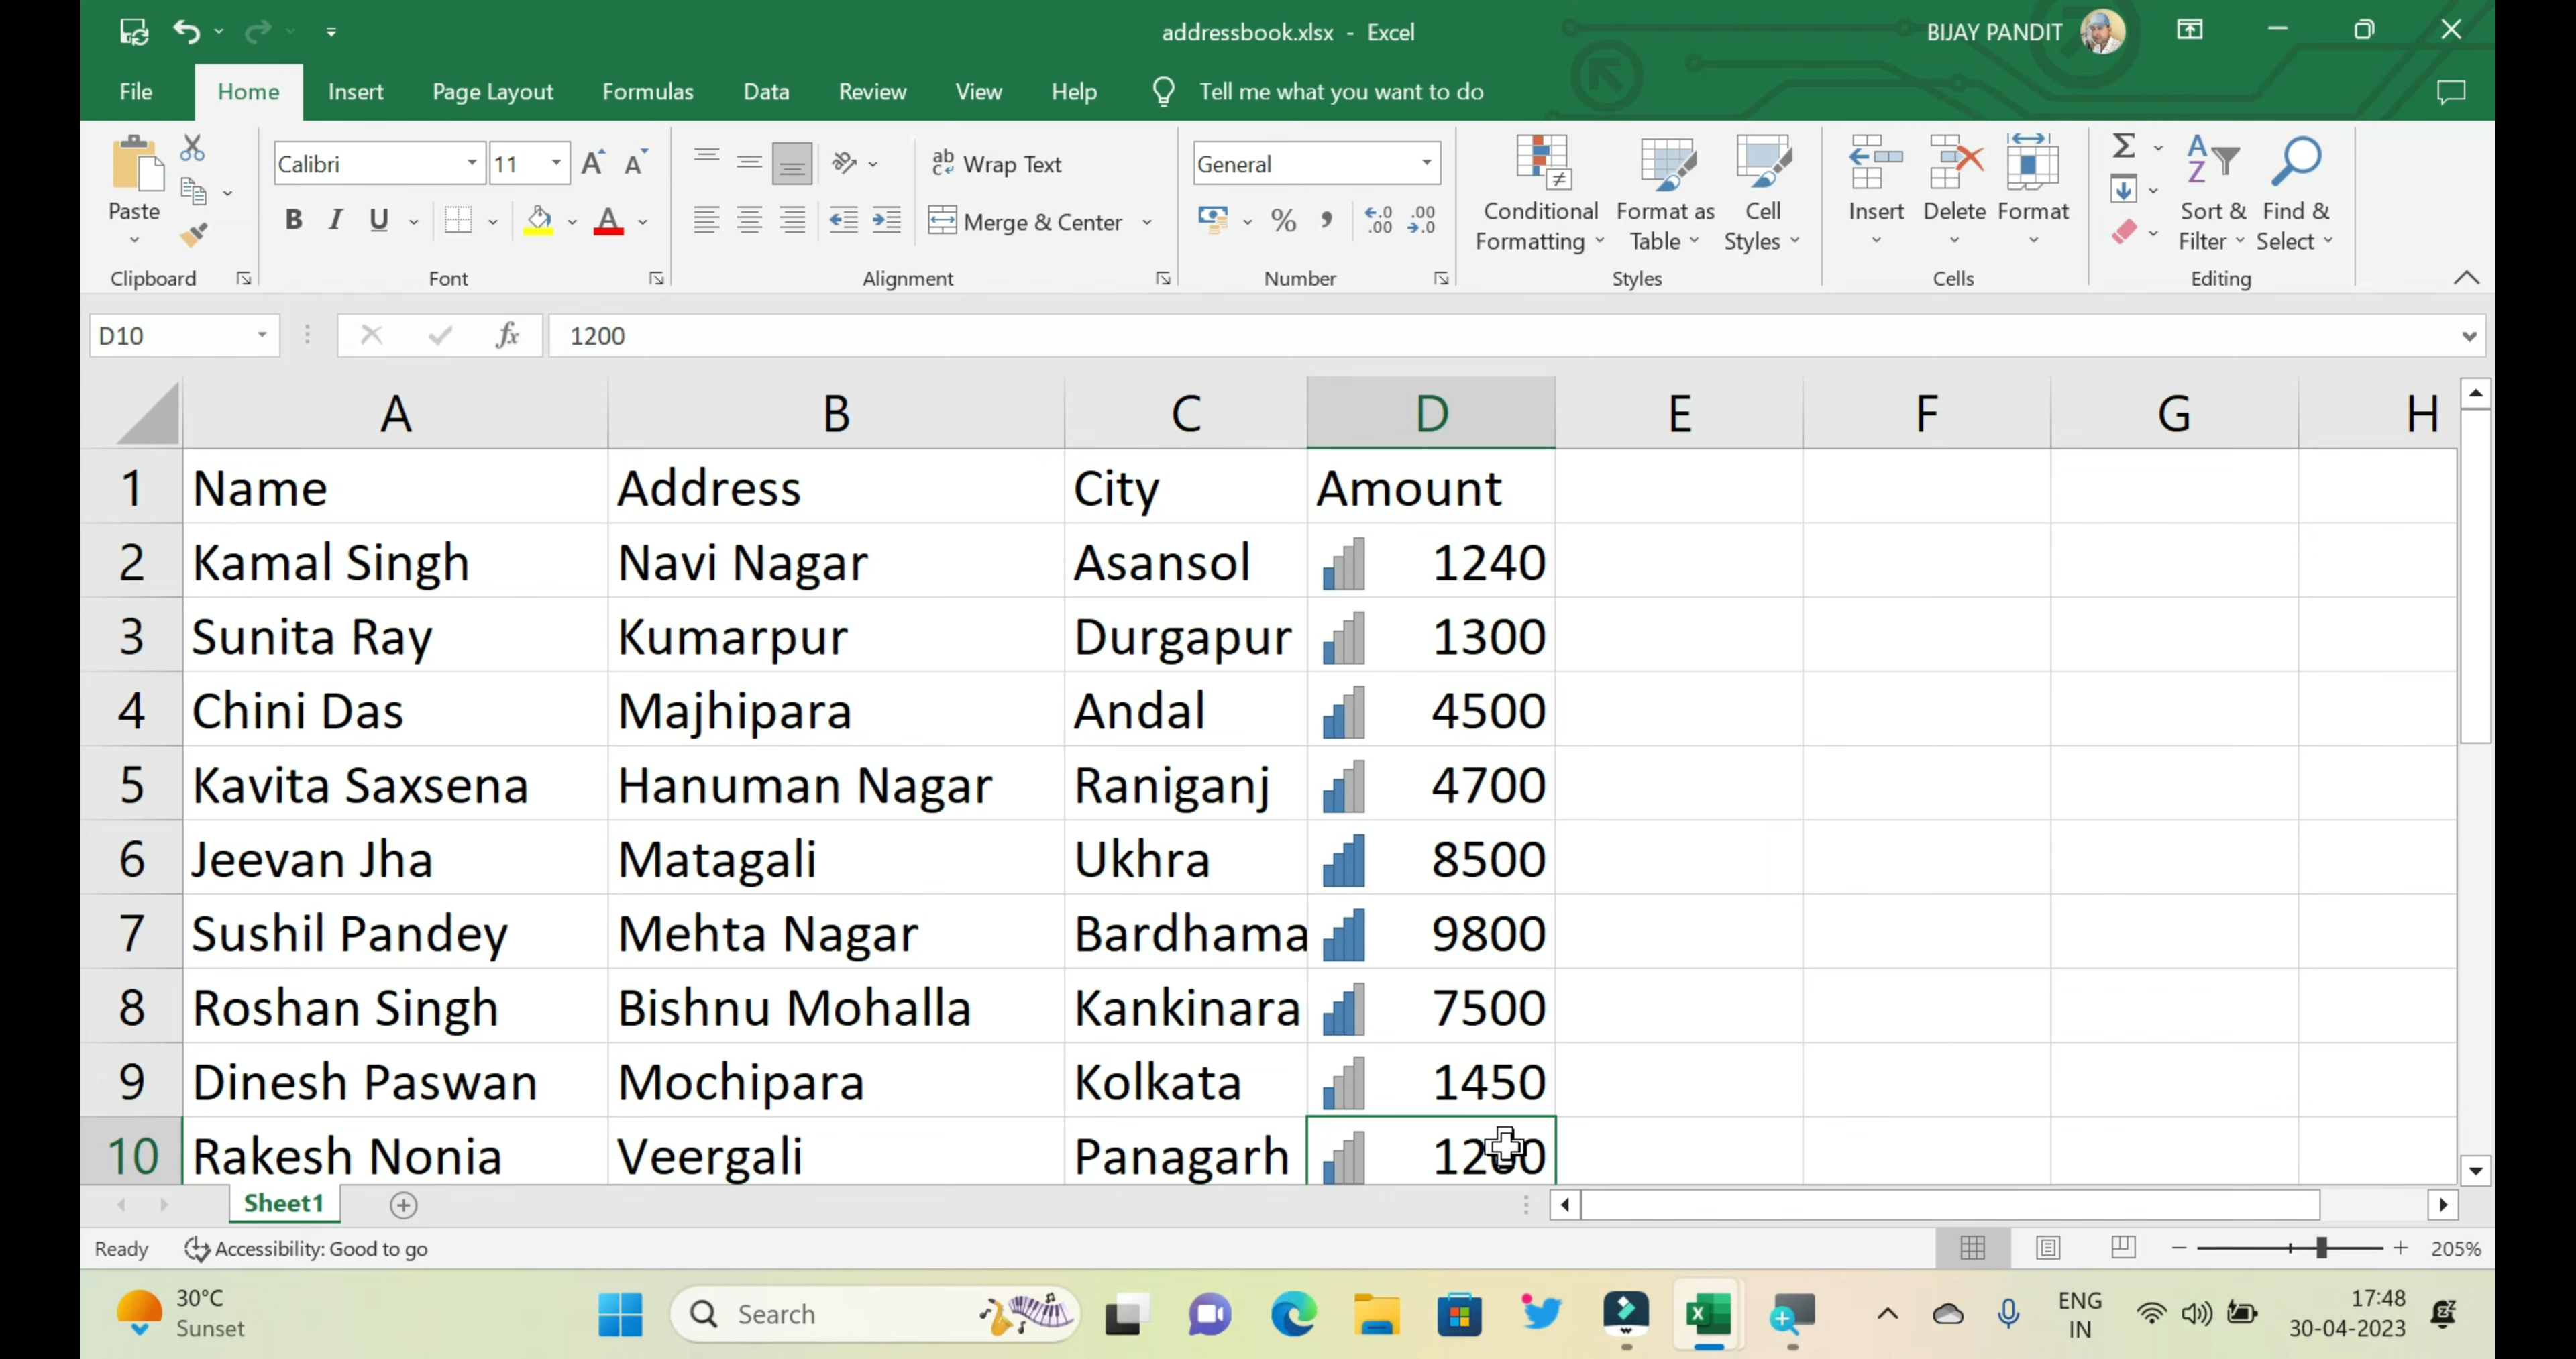 addressbook.xlsx - Excel
BIJAY PANDIT
File Home Insert Page Layout Formulas Data Review View Help Tell me what you want to do
Paste
Clipboard
Calibri 11
B I U
Font
Wrap Text
Merge & Center
Alignment
General
Number
Conditional Formatting
Format as Table
Cell Styles
Styles
Insert Delete Format
Cells
Sort & Filter
Find & Select
Editing
D10 fx 1200
A B C D E F G H
1 Name Address City Amount
2 Kamal Singh Navi Nagar Asansol 1240
3 Sunita Ray Kumarpur Durgapur 1300
4 Chini Das Majhipara Andal 4500
5 Kavita Saxsena Hanuman Nagar Raniganj 4700
6 Jeevan Jha Matagali Ukhra 8500
7 Sushil Pandey Mehta Nagar Bardhama 9800
8 Roshan Singh Bishnu Mohalla Kankinara 7500
9 Dinesh Paswan Mochipara Kolkata 1450
10 Rakesh Nonia Veergali Panagarh 1200
Sheet1
Ready Accessibility: Good to go 205%
30°C
Sunset
Search
ENG
IN
17:48
30-04-2023